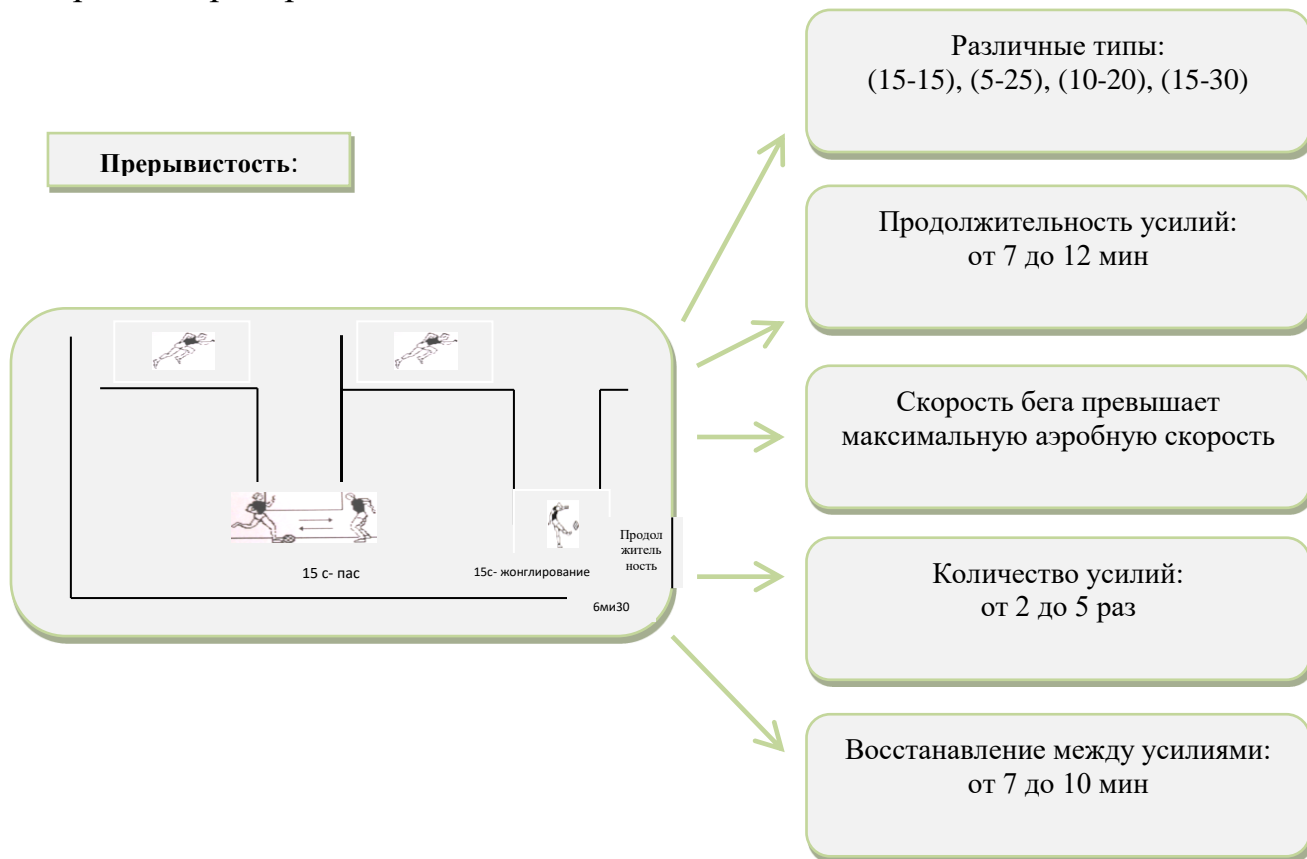 Различные типы:
(15-15), (5-25), (10-20), (15-30)
Прерывистость:
Продолжительность усилий:
от 7 до 12 мин
Скорость бега превышает
максимальную аэробную скорость
Продол
житель
ность
15 с- пас
15с- жонглирование
6ми30
Количество усилий:
от 2 до 5 раз
Восстанавление между усилиями:
от 7 до 10 мин